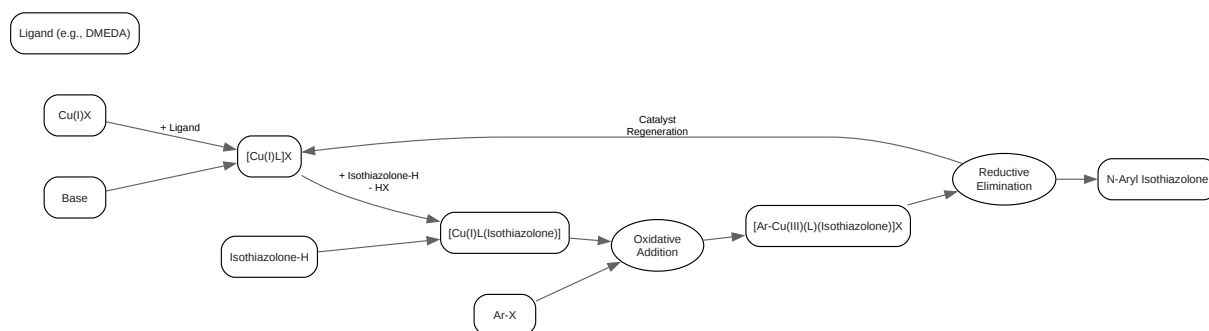 Ligand (e.g., DMEDA)
Cu(I)X
+ Ligand
Base
[Cu(I)L]X
Catalyst
Regeneration
+ Isothiazolone-H
- HX
Isothiazolone-H
[Cu(I)L(Isothiazolone)]
Ar-X
Oxidative
Addition
[Ar-Cu(III)(L)(Isothiazolone)]X
Reductive
Elimination
N-Aryl Isothiazolone